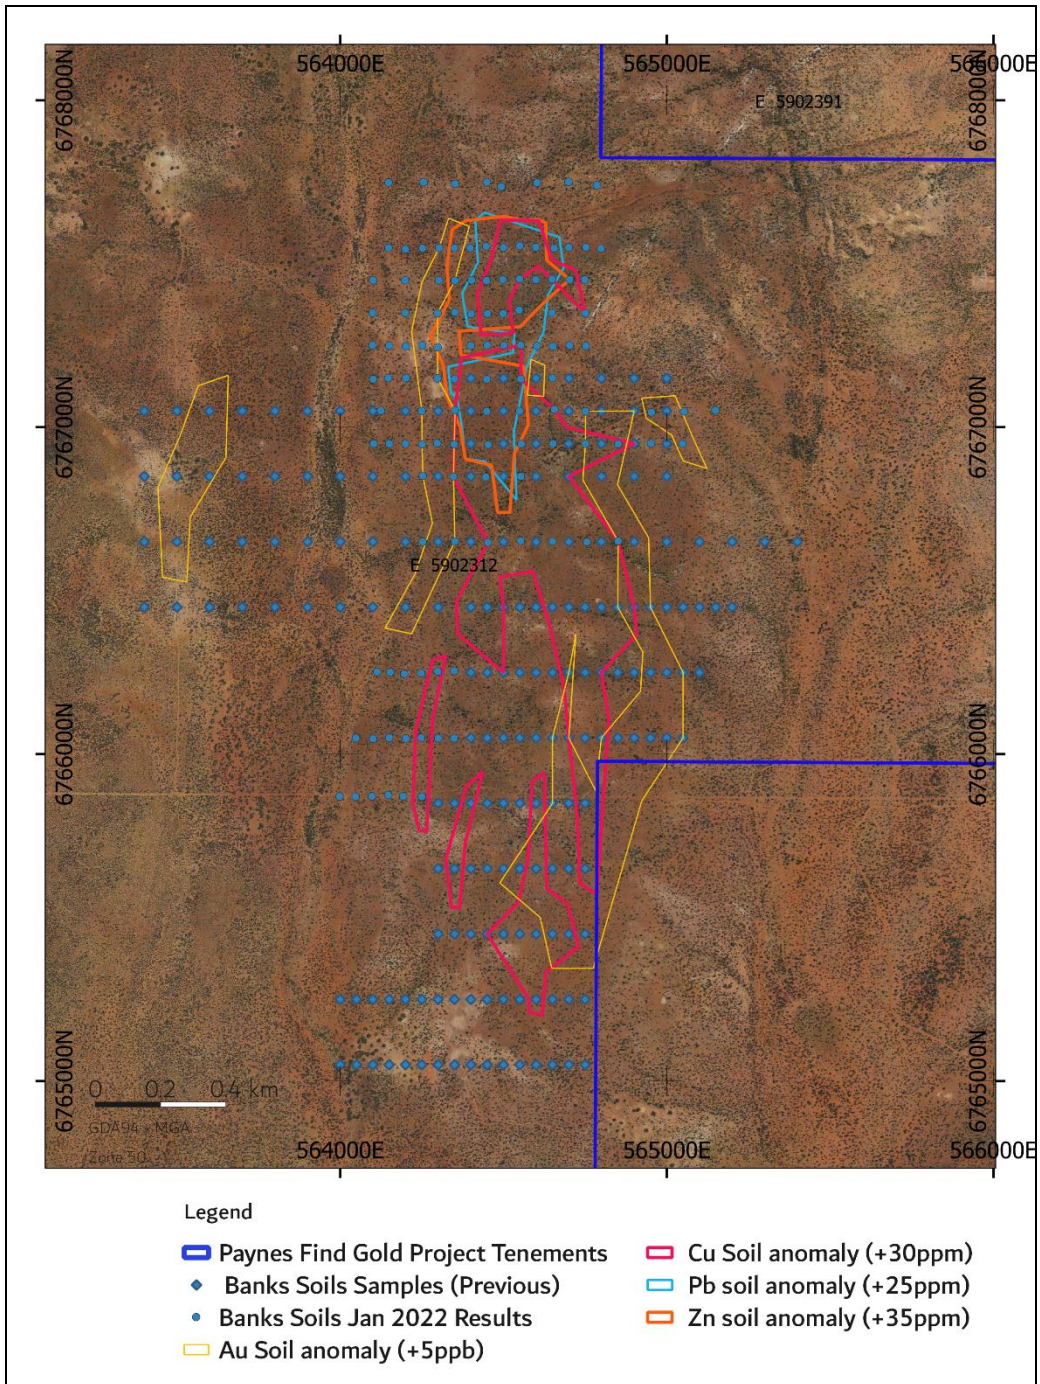 564000E 565000E 566000E
6768000N 6768000N
E 5902391
6767000N 6767000N
E 5902312
6766000N 6766000N
6765000N 6765000N
0 0.2 0.4 km
GDA94 - MGA
Zone 50
564000E 565000E 566000E
Legend
Paynes Find Gold Project Tenements
Banks Soils Samples (Previous)
Banks Soils Jan 2022 Results
Au Soil anomaly (+5ppb)
Cu Soil anomaly (+30ppm)
Pb soil anomaly (+25ppm)
Zn soil anomaly (+35ppm)